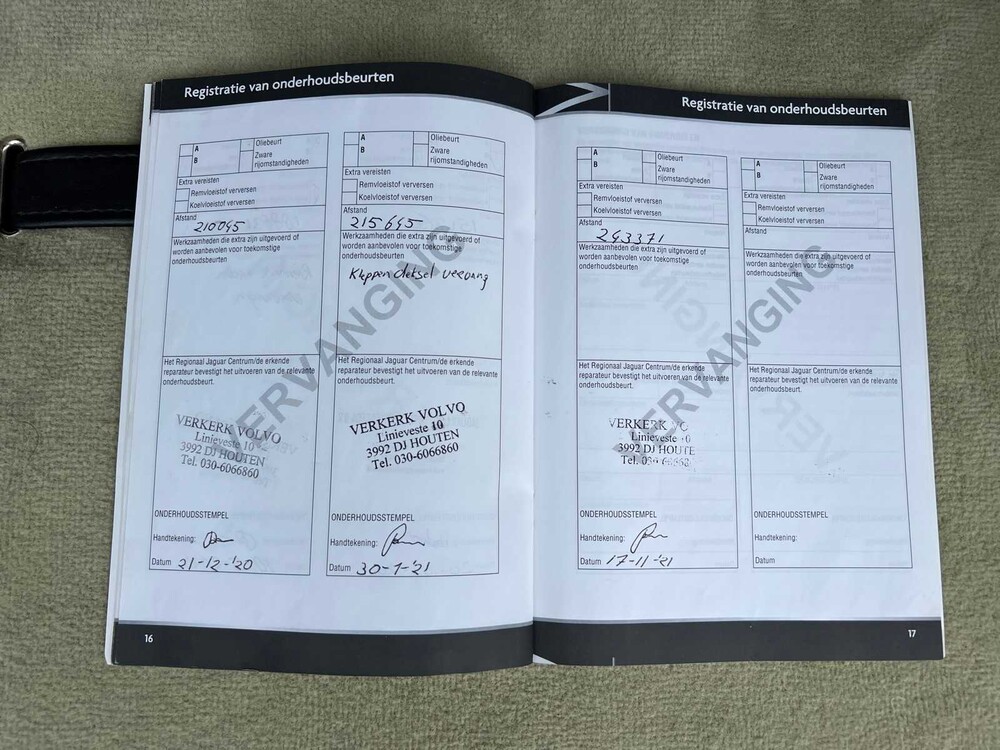 Registratie van onderhoudsbeurten
A
B
Oliebeurt
Zware
rijomstandigheden
Extra vereisten
Remvloeistof verversen
Koelvloeistof verversen
Afstand
210045
Werkzaamheden die extra zijn uitgevoerd of
worden aanbevolen voor toekomstige
onderhoudsbeurten
Het Regionaal Jaguar Centrum/de erkende
reparateur bevestigt het uitvoeren van de relevante
onderhoudsbeurt.
VERKERK VOLVO
Linieveste 10
3992 DJ HOUTEN
Tel. 030-6066860
ONDERHOUDSSTEMPEL
Handtekening:
Datum 21-12-'20
A
B
Oliebeurt
Zware
rijomstandigheden
Extra vereisten
Remvloeistof verversen
Koelvloeistof verversen
Afstand
215645
Werkzaamheden die extra zijn uitgevoerd of
worden aanbevolen voor toekomstige
onderhoudsbeurten
Kleppen deksel
Het Regionaal Jaguar Centrum/de erkende
reparateur bevestigt het uitvoeren van de relevante
onderhoudsbeurt.
VERKERK VOLVO
Linieveste 10
3992 DJ HOUTEN
Tel. 030-6066860
ONDERHOUDSSTEMPEL
Handtekening:
Datum 30-1-'21
VERVANGING
16
Registratie van onderhoudsbeurten
A
B
Oliebeurt
Zware
rijomstandigheden
Extra vereisten
Remvloeistof verversen
Koelvloeistof verversen
Afstand
243371
Werkzaamheden die extra zijn uitgevoerd of
worden aanbevolen voor toekomstige
onderhoudsbeurten
Het Regionaal Jaguar Centrum/de erkende
reparateur bevestigt het uitvoeren van de relevante
onderhoudsbeurt.
VERKERK
Linieveste
3992 DJ HOUTE
Tel.
ONDERHOUDSSTEMPEL
Handtekening:
Datum 17-11-'21
A
B
Oliebeurt
Zware
rijomstandigheden
Extra vereisten
Remvloeistof verversen
Koelvloeistof verversen
Afstand
Werkzaamheden die extra zijn uitgevoerd of
worden aanbevolen voor toekomstige
onderhoudsbeurten
Het Regionaal Jaguar Centrum/de erkende
reparateur bevestigt het uitvoeren van de relevante
onderhoudsbeurt.
ONDERHOUDSSTEMPEL
Handtekening:
Datum
VERVANGING
17